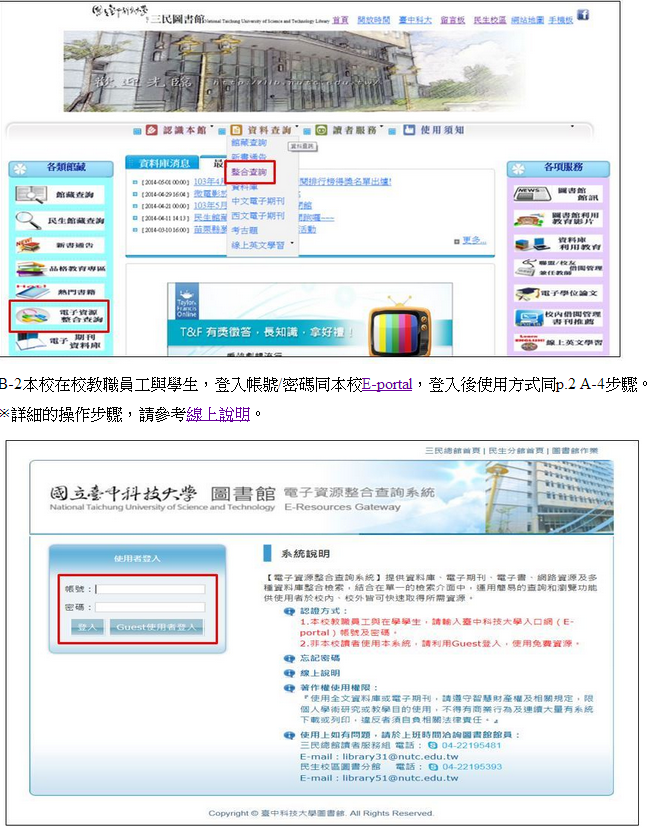 三民圖書館 National Taichung University of Science and Technology Library 首頁 開放時間 臺中科大 留言板 民生校區 網站地圖 手機板
歡迎光臨
認識本館 資料查詢 讀者服務 使用須知
館藏查詢
新書通告
整合查詢
資料庫
中文電子期刊
西文電子期刊
考古題
線上英文學習
各類館藏
館藏查詢
民生館藏查詢
新書通告
品格教育專區
熱門書籍
電子資源
整合查詢
電子期刊
資料庫
資料庫消息
[ 2014-05-01 00:00 ] 103年4月
[ 2014-04-29 16:04 ] 微電影
[ 2014-04-21 00:00 ] 103年5月
[ 2014-04-11 14:13 ] 民生館
[ 2014-03-10 16:00 ] 苗栗縣
更多...
Taylor & Francis Online
T&F 有獎徵答，長知識，拿好禮！
各項服務
NEWS 圖書館
館訊
圖書館利用
教育影片
資料庫
利用教育
聯盟/校友
兼任教師 借閱管理
電子學位論文
校內借閱管理
書刊推薦
線上英文學習
B-2本校在校教職員工與學生，登入帳號/密碼同本校E-portal，登入後使用方式同p.2 A-4步驟。
※詳細的操作步驟，請參考線上說明。
三民總館首頁 | 民生分館首頁 | 圖書館作業
國立臺中科技大學 圖書館 電子資源整合查詢系統
National Taichung University of Science and Technology E-Resources Gateway
使用者登入
帳號：
密碼：
登入 Guest使用者登入
系統說明
【電子資源整合查詢系統】提供資料庫、電子期刊、電子書、網路資源及多
種資料庫整合檢索，結合在單一的檢索介面中，運用簡易的查詢和瀏覽功能
供使用者於校內、校外皆可快速取得所需資源。
認證方式：
1.本校教職員工與在學學生，請輸入臺中科技大學入口網（E-
portal）帳號及密碼。
2.非本校讀者使用本系統，請利用Guest登入，使用免費資源。
忘記密碼
線上說明
著作權使用權限：
『使用全文資料庫或電子期刊，請遵守智慧財產權及相關規定，限
個人學術研究或教學目的使用，不得有商業行為及連續大量有系統
下載或列印，違反者須自負相關法律責任。』
使用上如有問題，請於上班時間洽詢圖書館館員：
三民總館讀者服務組 電話： 04-22195481
E-mail：library31@nutc.edu.tw
民生校區圖書分館 電話： 04-22195393
E-mail：library51@nutc.edu.tw
Copyright © 臺中科技大學圖書館. All Rights Reserved.